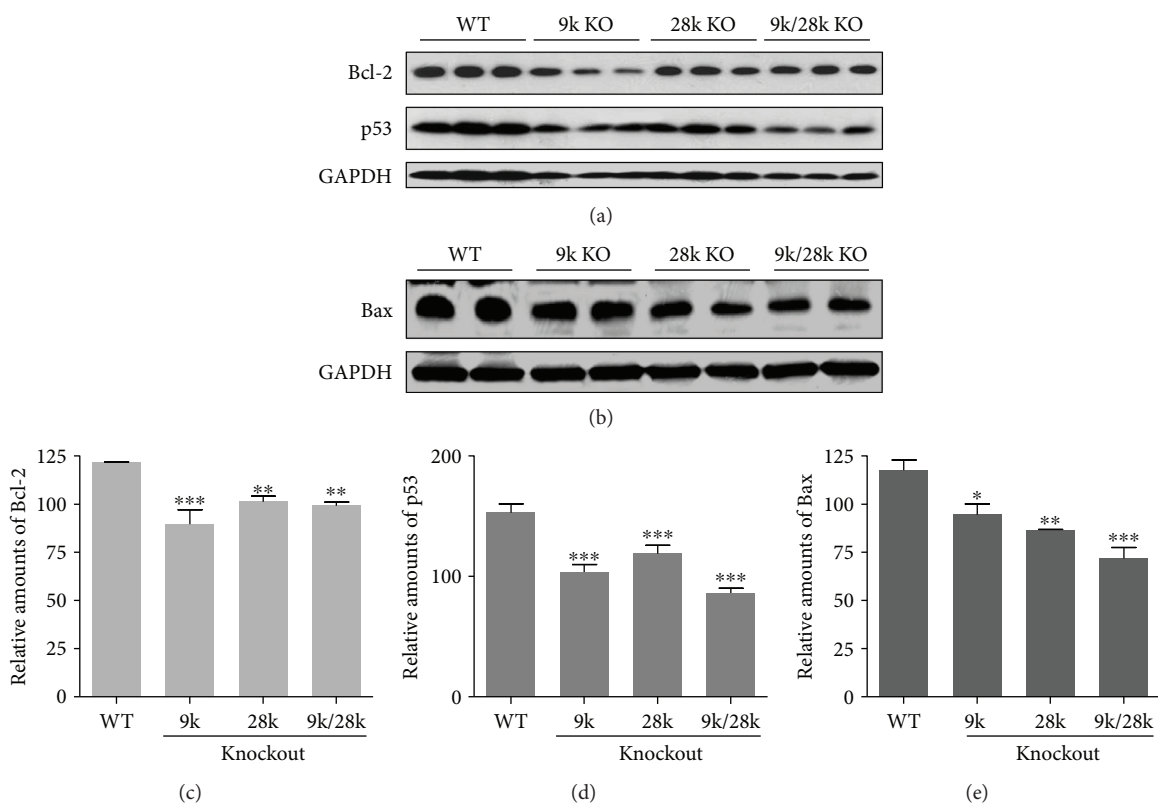 WT 9k KO 28k KO 9k/28k KO
Bcl-2
p53
GAPDH
(a)
WT 9k KO 28k KO 9k/28k KO
Bax
GAPDH
(b)
Relative amounts of Bcl-2
125
100
75
100
25
0
*** ** **
WT 9k 28k 9k/28k
Knockout
(c)
Relative amounts of p53
200
100
0
*** *** ***
WT 9k 28k 9k/28k
Knockout
(d)
Relative amounts of Bax
125
100
75
50
25
0
* ** ***
WT 9k 28k 9k/28k
Knockout
(e)